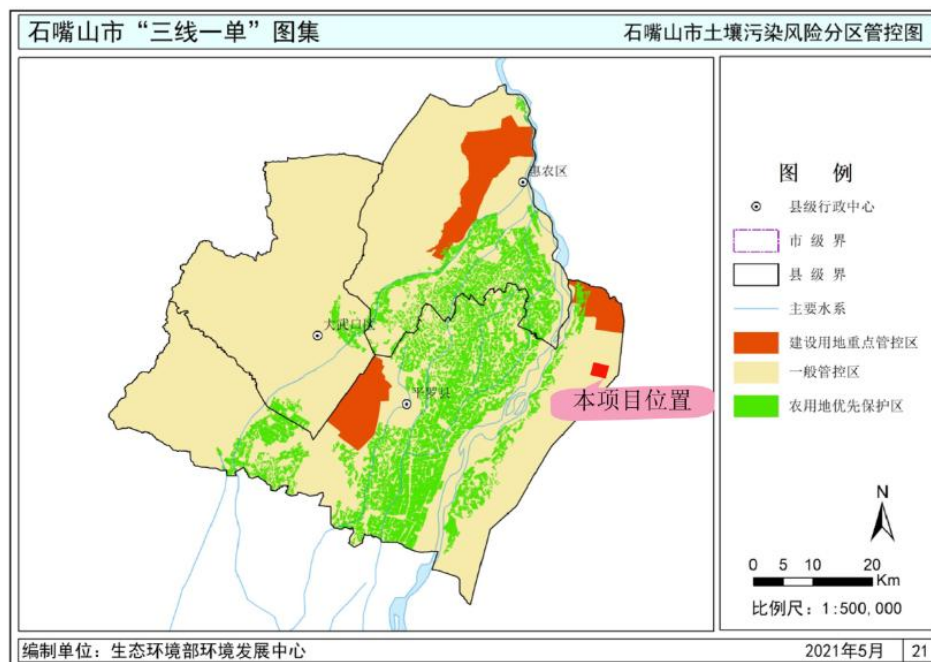 石嘴山市“三线一单”图集
石嘴山市土壤污染风险分区管控图
惠农区
大武口区
平罗县
本项目位置
图 例
县级行政中心
市 级 界
县 级 界
主要水系
建设用地重点管控区
一般管控区
农用地优先保护区
N
0 5 10 20
Km
比例尺：1:500,000
编制单位：生态环境部环境发展中心
2021年5月
21